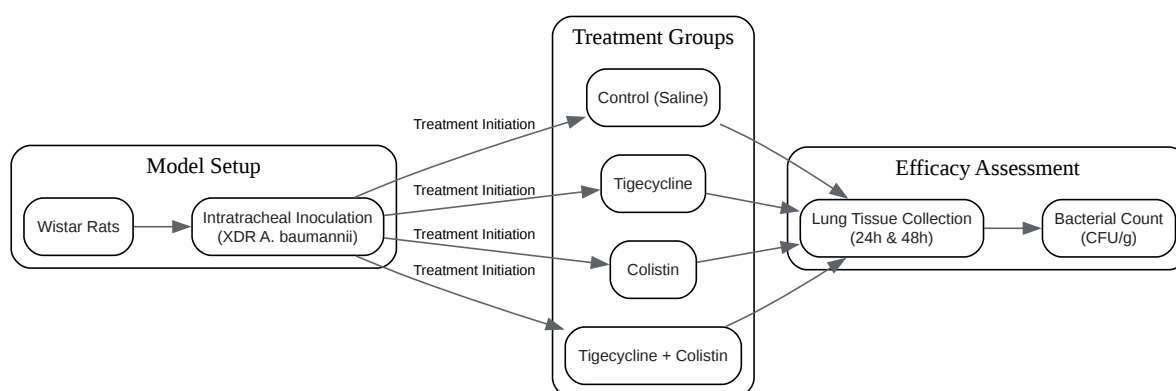 Model Setup
Wistar Rats
Intratracheal Inoculation
(XDR A. baumannii)
Treatment Initiation
Treatment Initiation
Treatment Initiation
Treatment Initiation
Treatment Groups
Control (Saline)
Tigecycline
Colistin
Tigecycline + Colistin
Efficacy Assessment
Lung Tissue Collection
(24h & 48h)
Bacterial Count
(CFU/g)